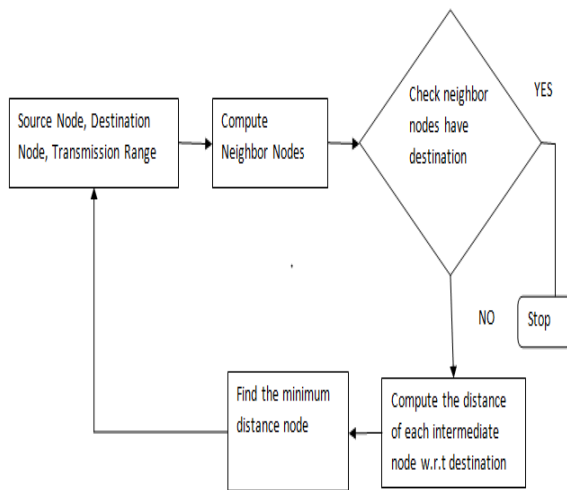 Source Node, Destination
Node, Transmission Range
Compute
Neighbor Nodes
Check neighbor
nodes have
destination
YES
NO
Stop
Compute the distance
of each intermediate
node w.r.t destination
Find the minimum
distance node